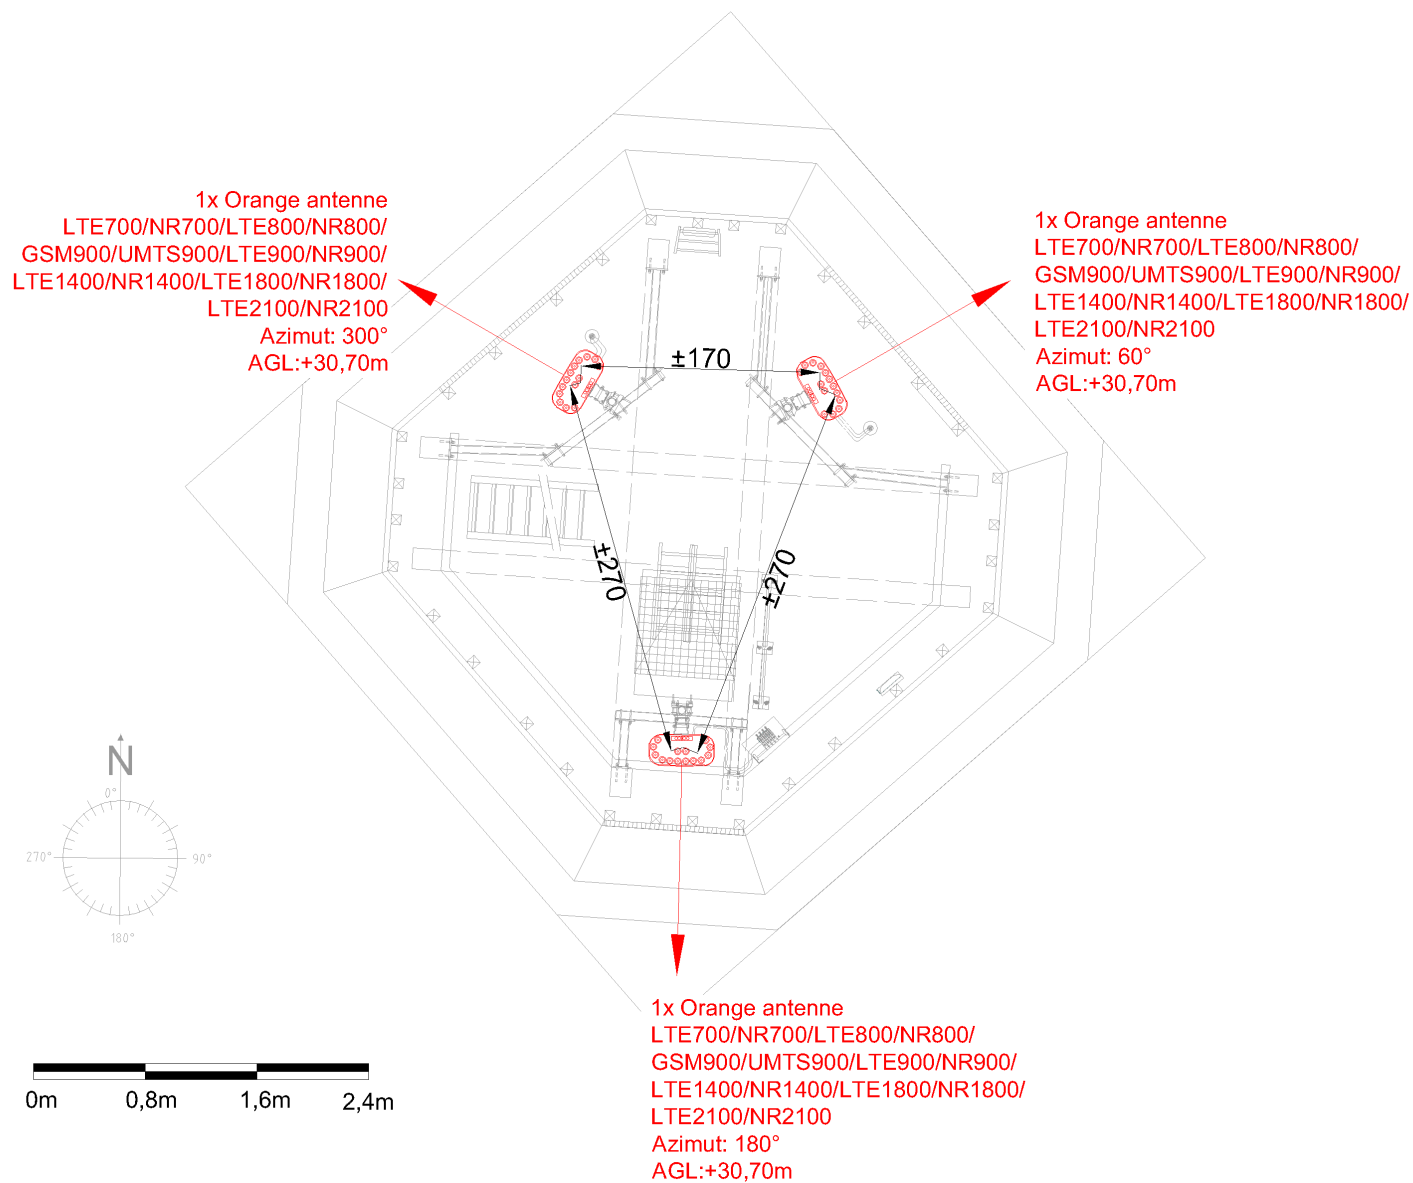 1x Orange antenne
LTE700/NR700/LTE800/NR800/
GSM900/UMTS900/LTE900/NR900/
LTE1400/NR1400/LTE1800/NR1800/
LTE2100/NR2100
Azimut: 300°
AGL:+30,70m
1x Orange antenne
LTE700/NR700/LTE800/NR800/
GSM900/UMTS900/LTE900/NR900/
LTE1400/NR1400/LTE1800/NR1800/
LTE2100/NR2100
Azimut: 60°
AGL:+30,70m
±170
±270
±270
N
0°
270°
90°
180°
1x Orange antenne
LTE700/NR700/LTE800/NR800/
GSM900/UMTS900/LTE900/NR900/
LTE1400/NR1400/LTE1800/NR1800/
LTE2100/NR2100
Azimut: 180°
AGL:+30,70m
0m 0,8m 1,6m 2,4m